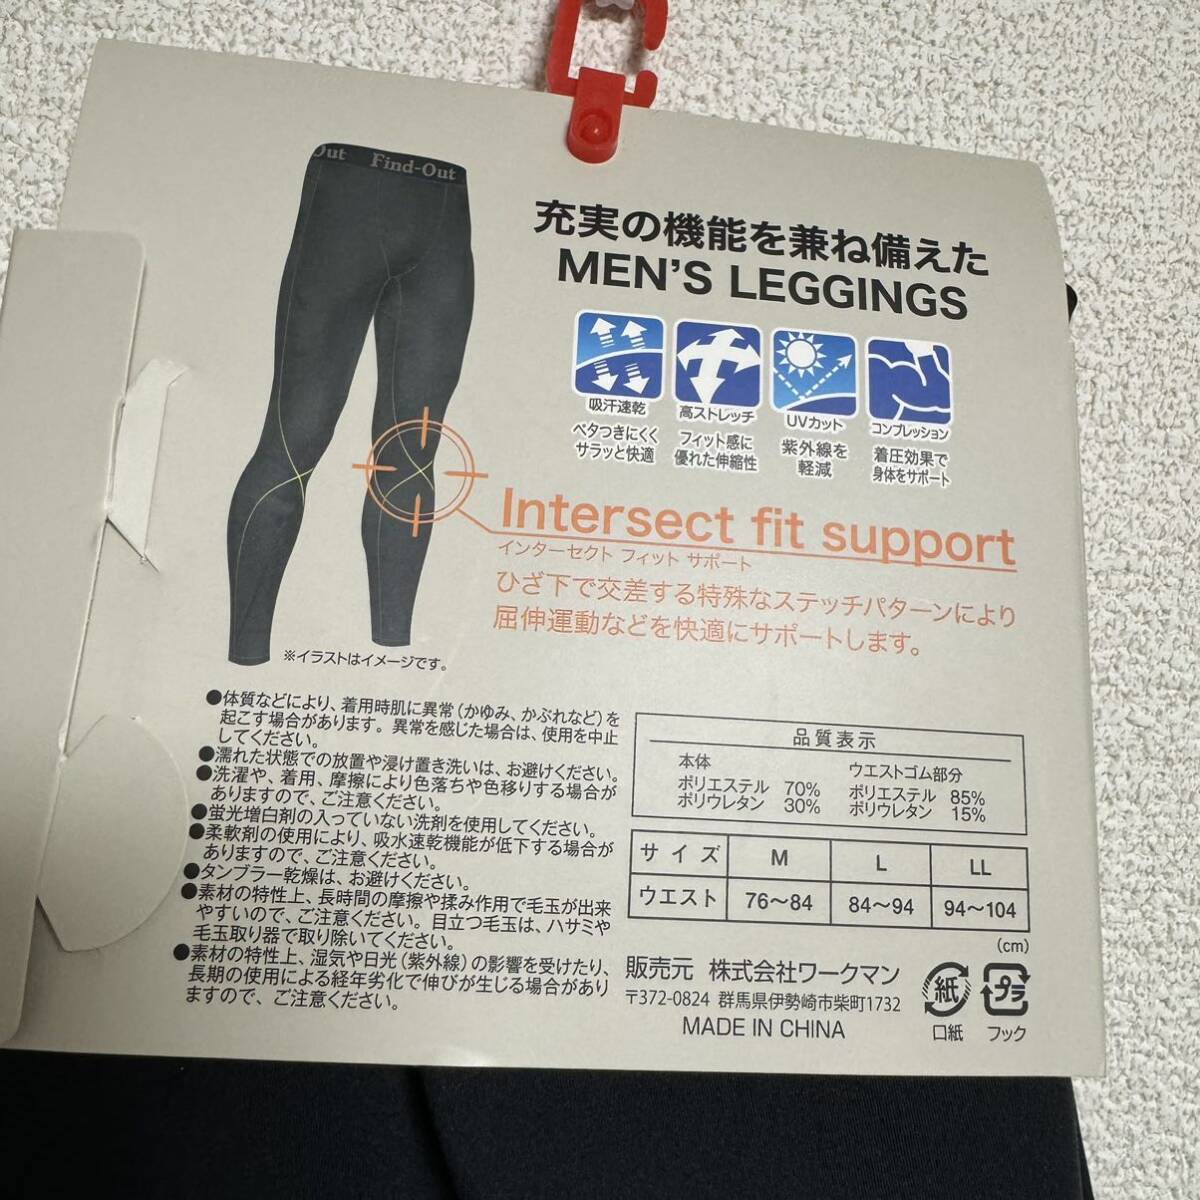 Out Find-Out
充実の機能を兼ね備えた
MEN'S LEGGINGS
吸汗速乾
ベタつきにくく
サラッと快適
高ストレッチ
フィット感に
優れた伸縮性
UVカット
紫外線を
軽減
コンプレッション
着圧効果で
身体をサポート
Intersect fit support
インターセクト フィット サポート
ひざ下で交差する特殊なステッチパターンにより
屈伸運動などを快適にサポートします。
※イラストはイメージです。
●体質などにより、着用時肌に異常(かゆみ、かぶれなど)を
起こす場合があります。異常を感じた場合は、使用を中止
してください。
●濡れた状態での放置や浸け置き洗いは、お避けください。
●洗濯や、着用、摩擦により色落ちや色移りする場合が
ありますので、ご注意ください。
●蛍光増白剤の入っていない洗剤を使用してください。
●柔軟剤の使用により、吸水速乾機能が低下する場合が
ありますので、ご注意ください。
●タンブラー乾燥は、お避けください。
●素材の特性上、長時間の摩擦や揉み作用で毛玉が出来
やすいので、ご注意ください。目立つ毛玉は、ハサミや
毛玉取り器で取り除いてください。
●素材の特性上、湿気や日光(紫外線)の影響を受けたり、
長期の使用による経年劣化で伸びが生じる場合があり
ますので、ご注意ください。
品質表示
本体
ポリエステル 70%
ポリウレタン 30%
ウエストゴム部分
ポリエステル 85%
ポリウレタン 15%
サイズ M L LL
ウエスト 76〜84 84〜94 94〜104
(cm)
販売元 株式会社ワークマン
〒372-0824 群馬県伊勢崎市柴町1732
MADE IN CHINA
紙
口紙
プラ
フック